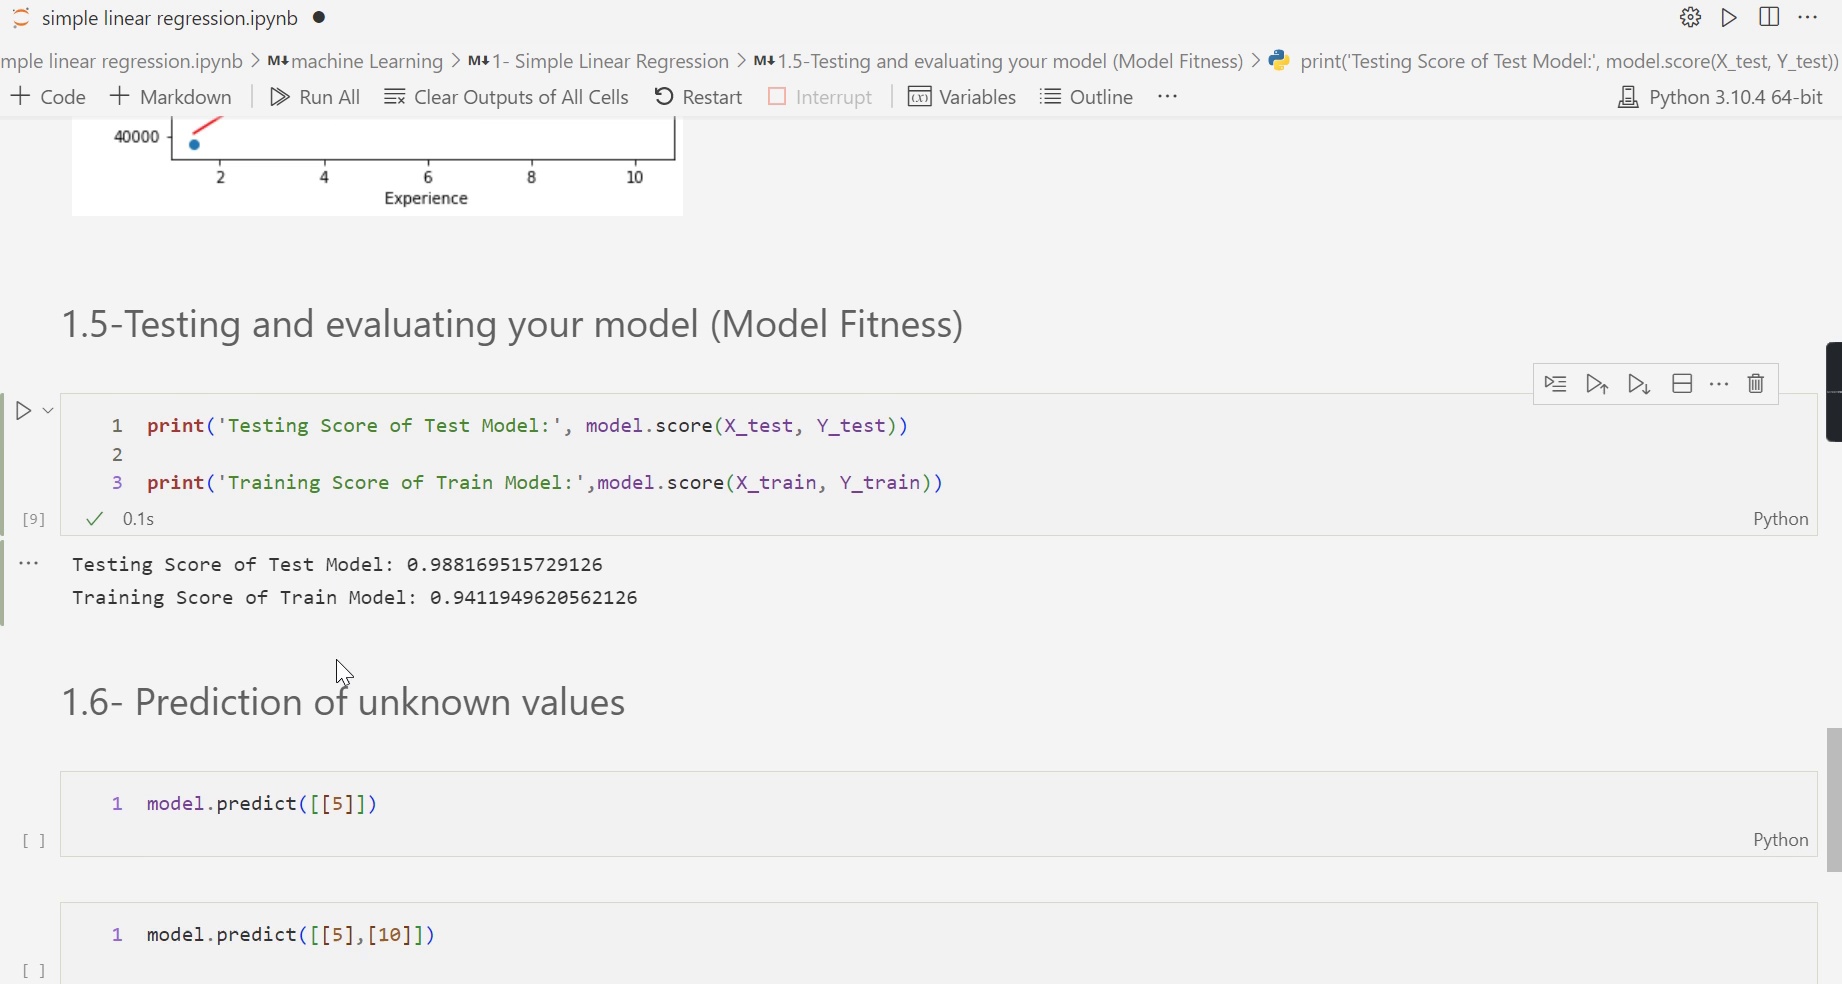 simple linear regression.ipynb
mple linear regression.ipynb > M↓machine Learning > M↓1- Simple Linear Regression > M↓1.5-Testing and evaluating your model (Model Fitness) > print('Testing Score of Test Model:', model.score(X_test, Y_test))
+ Code + Markdown Run All Clear Outputs of All Cells Restart Interrupt Variables Outline ··· Python 3.10.4 64-bit
40000
2 4 6 8 10
Experience
1.5-Testing and evaluating your model (Model Fitness)
1 print('Testing Score of Test Model:', model.score(X_test, Y_test))
2
3 print('Training Score of Train Model:',model.score(X_train, Y_train))
[9] 0.1s Python
Testing Score of Test Model: 0.988169515729126
Training Score of Train Model: 0.9411949620562126
1.6- Prediction of unknown values
1 model.predict([[5]])
[ ] Python
1 model.predict([[5],[10]])
[ ]